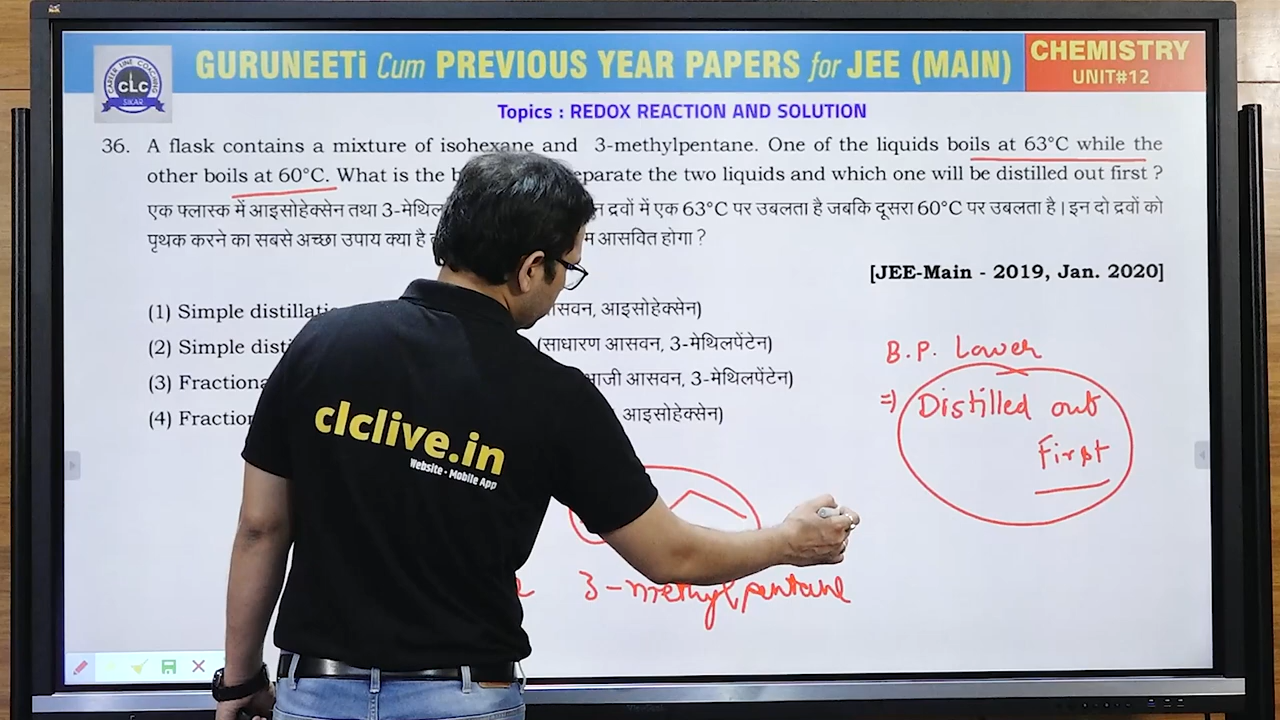 GURUNEETi Cum PREVIOUS YEAR PAPERS for JEE (MAIN)
CHEMISTRY
UNIT#12
CAREER LINE COACHING
CLC
SIKAR
Topics : REDOX REACTION AND SOLUTION
36. A flask contains a mixture of isohexane and 3-methylpentane. One of the liquids boils at 63°C while the
other boils at 60°C. What is the b eparate the two liquids and which one will be distilled out first ?
एक फ्लास्क में आइसोहेक्सेन तथा 3-मेथिल न द्रवों में एक 63°C पर उबलता है जबकि दूसरा 60°C पर उबलता है। इन दो द्रवों को
पृथक करने का सबसे अच्छा उपाय क्या है म आसवित होगा ?
[JEE-Main - 2019, Jan. 2020]
(1) Simple distillati सवन, आइसोहेक्सेन)
(2) Simple disti (साधारण आसवन, 3-मेथिलपेंटेन)
(3) Fractiona आजी आसवन, 3-मेथिलपेंटेन)
(4) Fraction आइसोहेक्सेन)
B.P. Lower
⇒ Distilled out
First
3-methylpentane
clclive.in
Website • Mobile App
ViewSonic